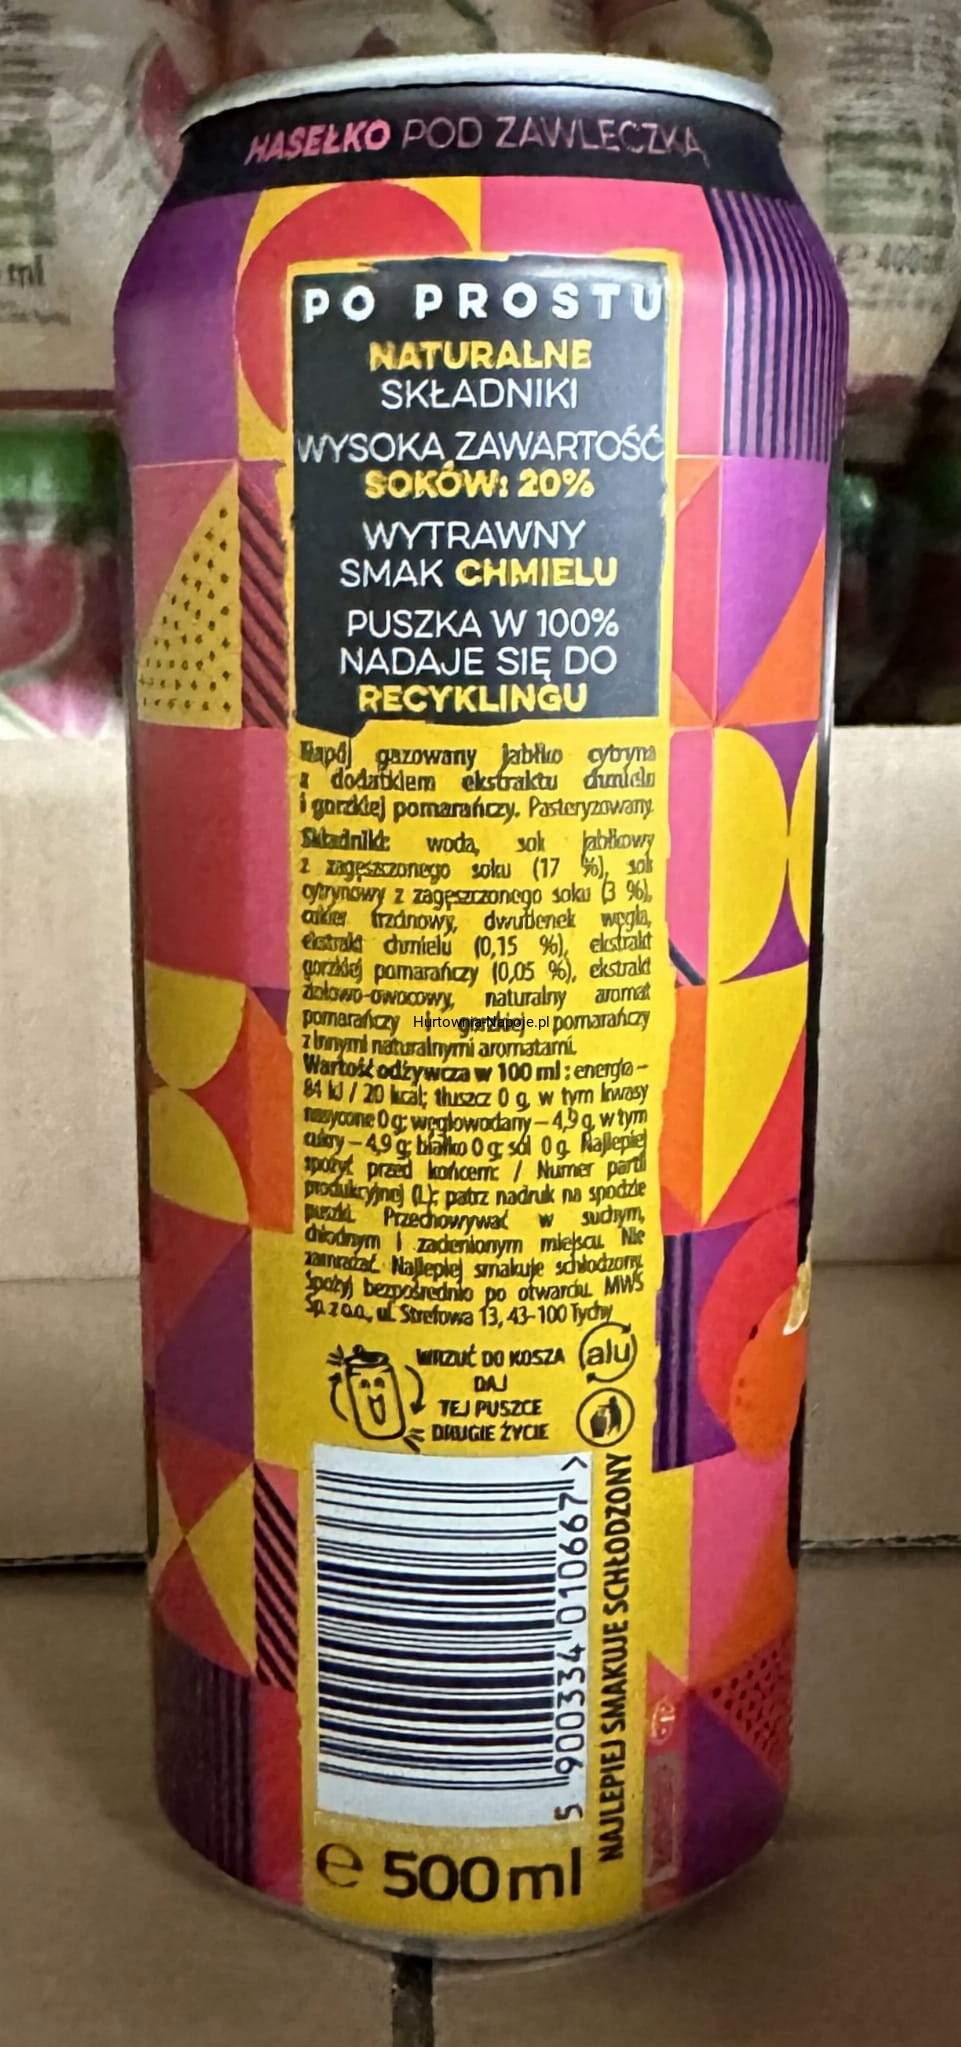 HASEŁKO POD ZAWLECZKĄ
PO PROSTU
NATURALNE
SKŁADNIKI
WYSOKA ZAWARTOŚĆ
SOKÓW: 20%
WYTRAWNY
SMAK CHMIELU
PUSZKA W 100%
NADAJE SIĘ DO
RECYKLINGU
Napój gazowany jabłko cytryna
z dodatkiem ekstraktu chmielu
i gorzkiej pomarańczy. Pasteryzowany.
Składniki: woda, sok jabłkowy
z zagęszczonego soku (17 %), sok
cytrynowy z zagęszczonego soku (3 %),
cukier trzcinowy, dwutlenek węgla,
ekstrakt chmielu (0,15 %), ekstrakt
gorzkiej pomarańczy (0,05 %), ekstrakt
ziołowo-owocowy, naturalny aromat
pomarańczy i gorzkiej pomarańczy
z innymi naturalnymi aromatami.
Hurtownia-Napoje.pl
Wartość odżywcza w 100 ml: energia –
84 kJ / 20 kcal; tłuszcz 0 g, w tym kwasy
nasycone 0 g; węglowodany – 4,9 g, w tym
cukry – 4,9 g; białko 0 g; sól 0 g. Najlepiej
spożyć przed końcem: / Numer partii
produkcyjnej (L): patrz nadruk na spodzie
puszki. Przechowywać w suchym,
chłodnym i zacienionym miejscu. Nie
zamrażać. Najlepiej smakuje schłodzony.
Spożyj bezpośrednio po otwarciu. MWS
Sp. z o.o., ul. Strefowa 13, 43-100 Tychy
WRZUĆ DO KOSZA
DAJ
TEJ PUSZCE
DRUGIE ŻYCIE
alu
5 900334 010667 >
NAJLEPIEJ SMAKUJE SCHŁODZONY
e 500 ml
ml